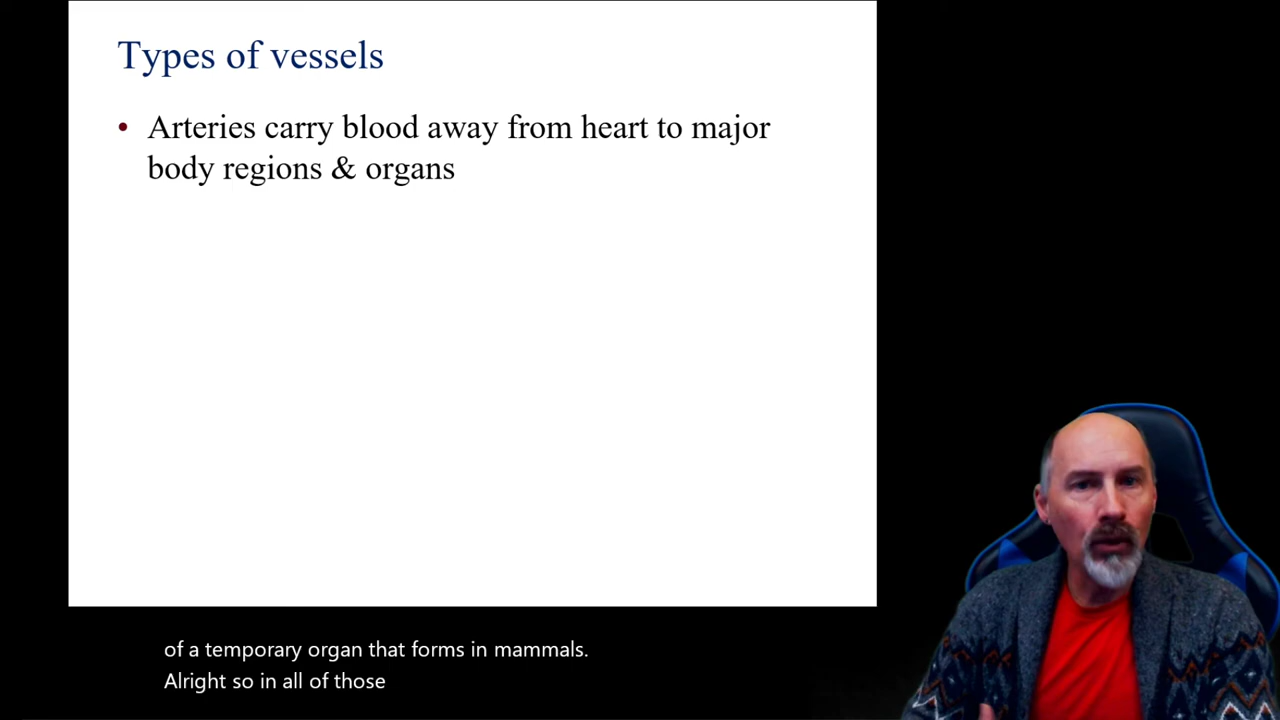 Types of vessels
• Arteries carry blood away from heart to major
body regions & organs
of a temporary organ that forms in mammals.
Alright so in all of those